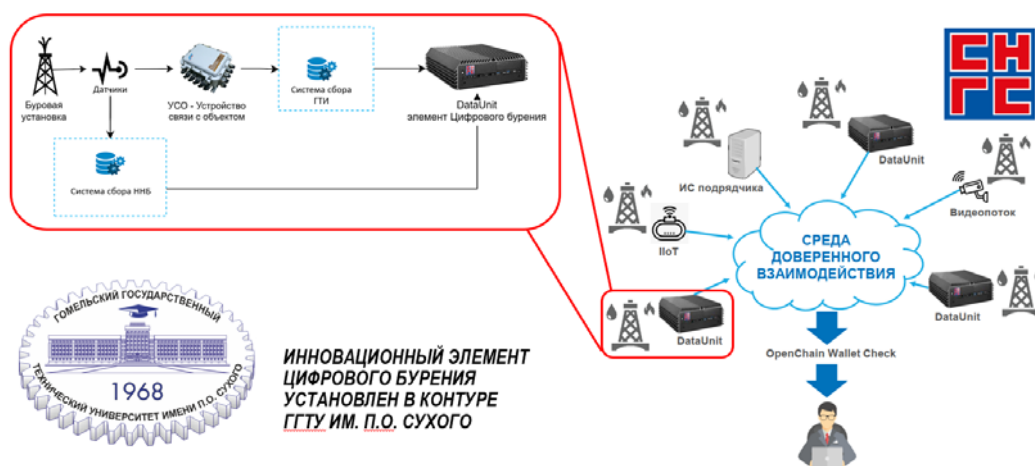 Буровая
установка
Датчики
УСО - Устройство
связи с объектом
Система сбора
ГТИ
DataUnit
элемент Цифрового бурения
Система сбора ННБ
СН
ГС
DataUnit
ИС подрядчика
Видеопоток
IIoT
СРЕДА
ДОВЕРЕННОГО
ВЗАИМОДЕЙСТВИЯ
DataUnit
DataUnit
OpenChain Wallet Check
ГОМЕЛЬСКИЙ ГОСУДАРСТВЕННЫЙ
ТЕХНИЧЕСКИЙ УНИВЕРСИТЕТ ИМЕНИ П.О. СУХОГО
1968
ИННОВАЦИОННЫЙ ЭЛЕМЕНТ
ЦИФРОВОГО БУРЕНИЯ
УСТАНОВЛЕН В КОНТУРЕ
ГГТУ ИМ. П.О. СУХОГО